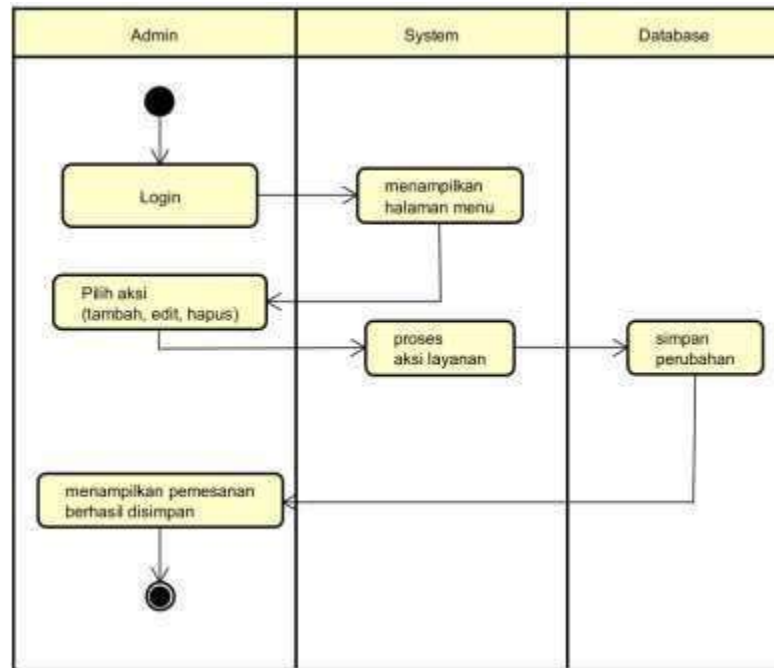 Admin
System
Database
Login
menampilkan
halaman menu
Pilih aksi
(tambah, edit, hapus)
proses
aksi layanan
simpan
perubahan
menampilkan pemesanan
berhasil disimpan